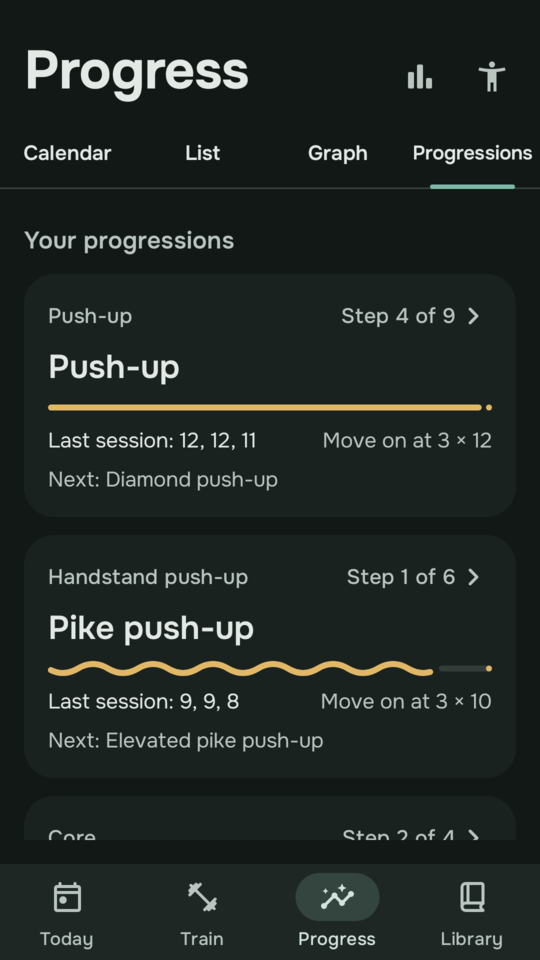 Progress
Calendar
List
Graph
Progressions
Your progressions
Push-up
Step 4 of 9
Push-up
Last session: 12, 12, 11
Move on at 3 × 12
Next: Diamond push-up
Handstand push-up
Step 1 of 6
Pike push-up
Last session: 9, 9, 8
Move on at 3 × 10
Next: Elevated pike push-up
Core
Step 2 of 4
Today
Train
Progress
Library